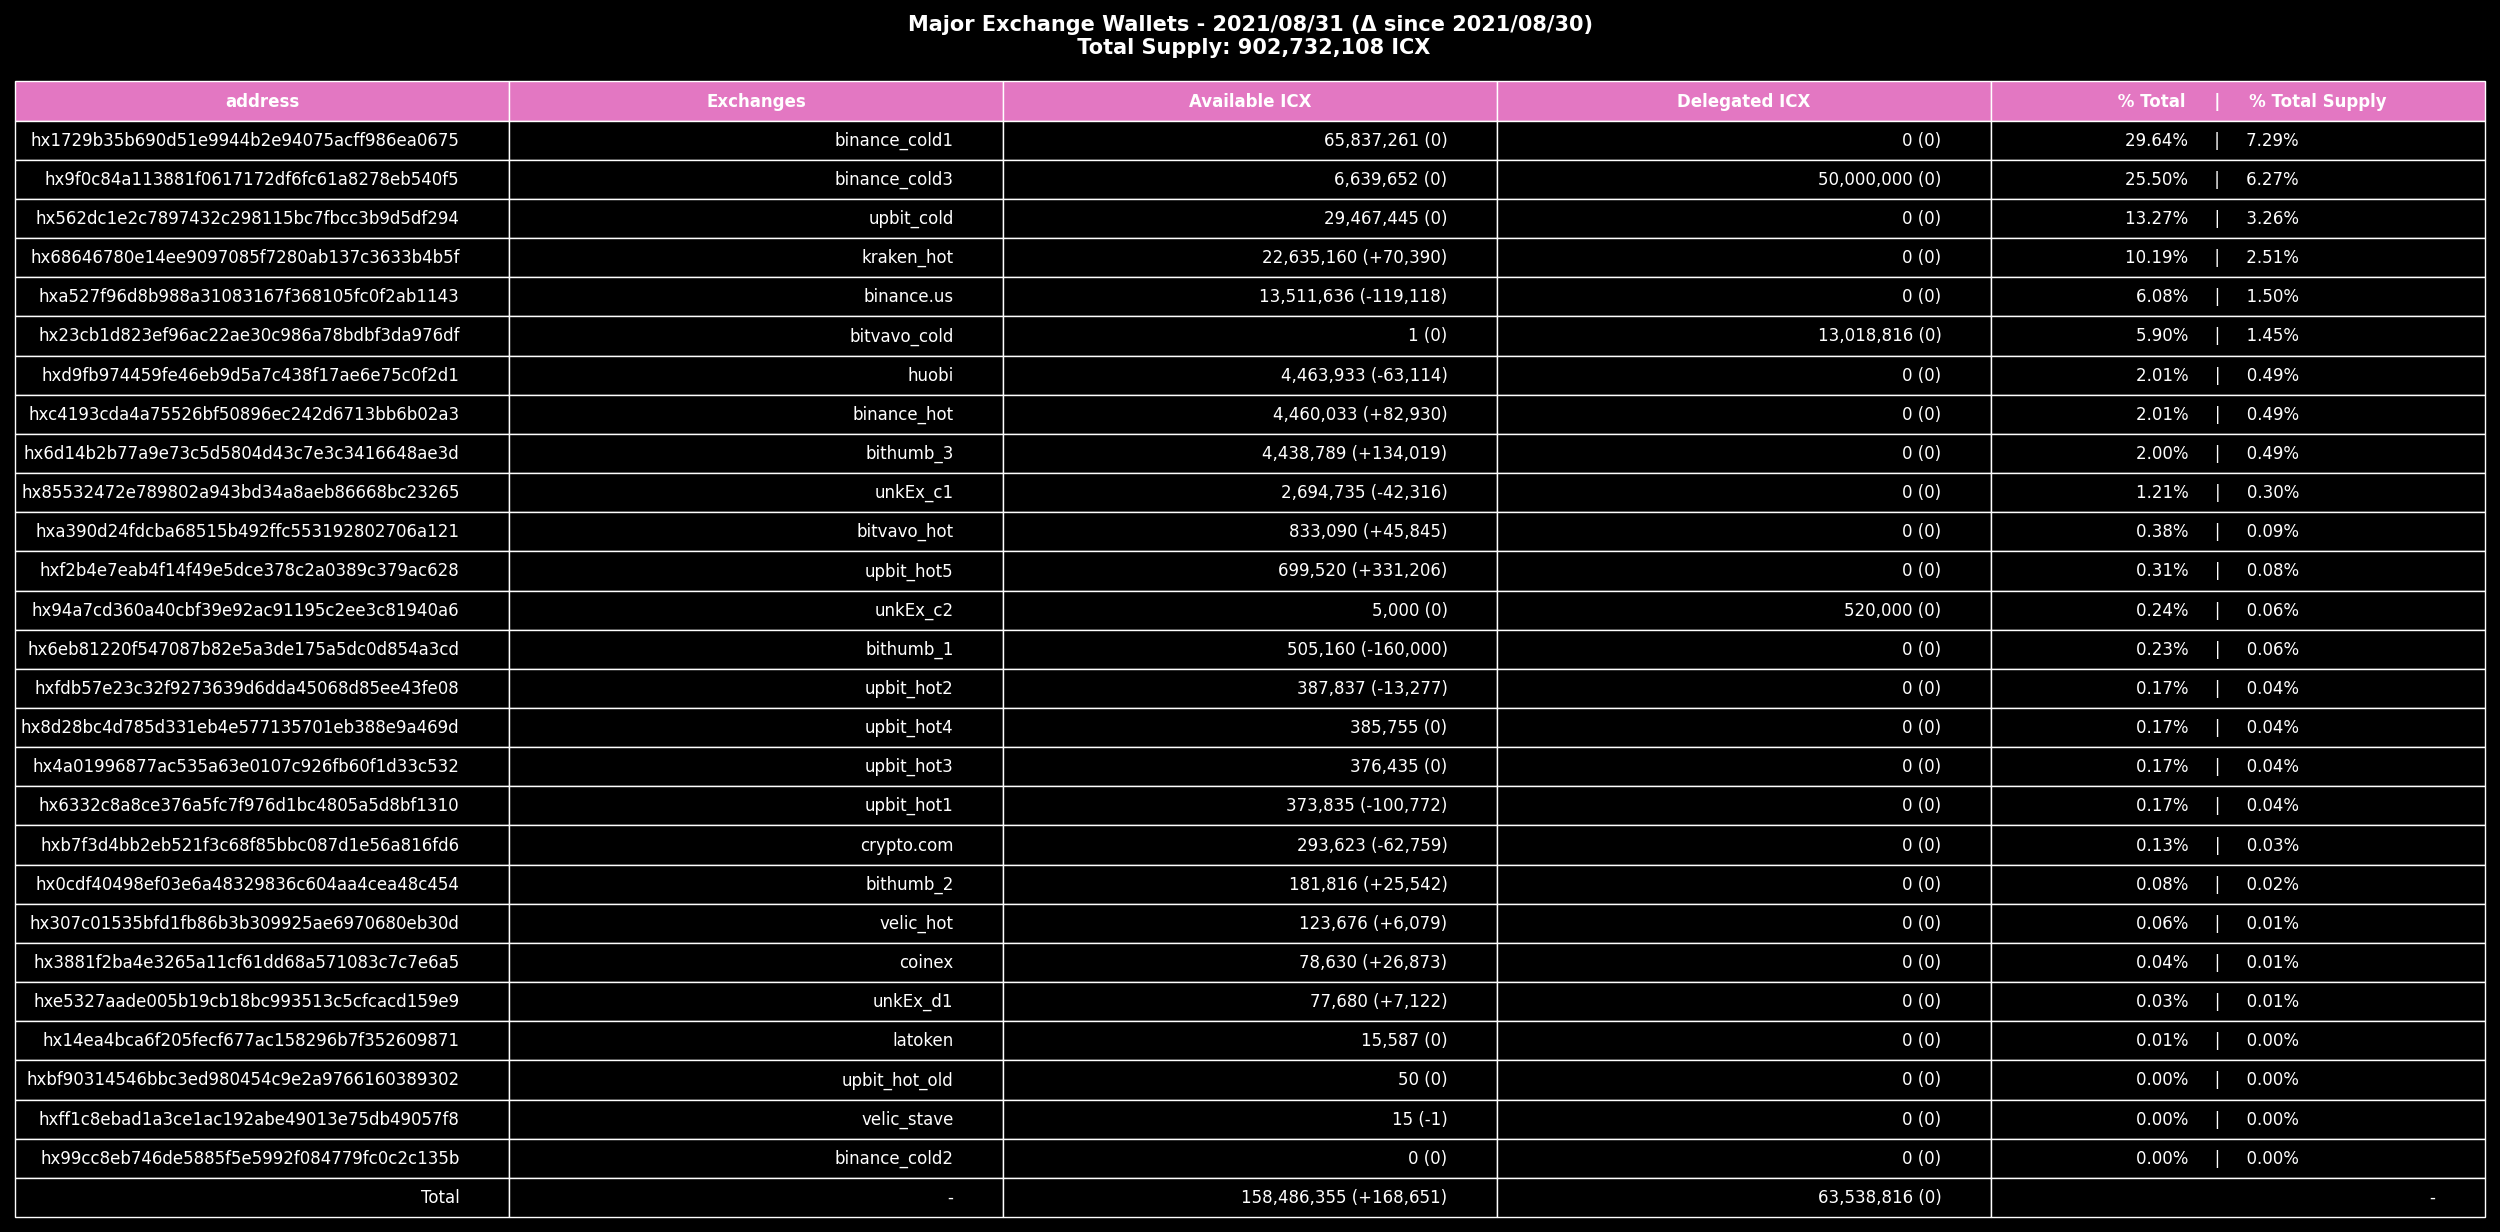 Major Exchange Wallets - 2021/08/31 (Δ since 2021/08/30)
Total Supply: 902,732,108 ICX
address Exchanges Available ICX Delegated ICX % Total | % Total Supply
hx1729b35b690d51e9944b2e94075acff986ea0675 binance_cold1 65,837,261 (0) 0 (0) 29.64% | 7.29%
hx9f0c84a113881f0617172df6fc61a8278eb540f5 binance_cold3 6,639,652 (0) 50,000,000 (0) 25.50% | 6.27%
hx562dc1e2c7897432c298115bc7fbcc3b9d5df294 upbit_cold 29,467,445 (0) 0 (0) 13.27% | 3.26%
hx68646780e14ee9097085f7280ab137c3633b4b5f kraken_hot 22,635,160 (+70,390) 0 (0) 10.19% | 2.51%
hxa527f96d8b988a31083167f368105fc0f2ab1143 binance.us 13,511,636 (-119,118) 0 (0) 6.08% | 1.50%
hx23cb1d823ef96ac22ae30c986a78bdbf3da976df bitvavo_cold 1 (0) 13,018,816 (0) 5.90% | 1.45%
hxd9fb974459fe46eb9d5a7c438f17ae6e75c0f2d1 huobi 4,463,933 (-63,114) 0 (0) 2.01% | 0.49%
hxc4193cda4a75526bf50896ec242d6713bb6b02a3 binance_hot 4,460,033 (+82,930) 0 (0) 2.01% | 0.49%
hx6d14b2b77a9e73c5d5804d43c7e3c3416648ae3d bithumb_3 4,438,789 (+134,019) 0 (0) 2.00% | 0.49%
hx85532472e789802a943bd34a8aeb86668bc23265 unkEx_c1 2,694,735 (-42,316) 0 (0) 1.21% | 0.30%
hxa390d24fdcba68515b492ffc553192802706a121 bitvavo_hot 833,090 (+45,845) 0 (0) 0.38% | 0.09%
hxf2b4e7eab4f14f49e5dce378c2a0389c379ac628 upbit_hot5 699,520 (+331,206) 0 (0) 0.31% | 0.08%
hx94a7cd360a40cbf39e92ac91195c2ee3c81940a6 unkEx_c2 5,000 (0) 520,000 (0) 0.24% | 0.06%
hx6eb81220f547087b82e5a3de175a5dc0d854a3cd bithumb_1 505,160 (-160,000) 0 (0) 0.23% | 0.06%
hxfdb57e23c32f9273639d6dda45068d85ee43fe08 upbit_hot2 387,837 (-13,277) 0 (0) 0.17% | 0.04%
hx8d28bc4d785d331eb4e577135701eb388e9a469d upbit_hot4 385,755 (0) 0 (0) 0.17% | 0.04%
hx4a01996877ac535a63e0107c926fb60f1d33c532 upbit_hot3 376,435 (0) 0 (0) 0.17% | 0.04%
hx6332c8a8ce376a5fc7f976d1bc4805a5d8bf1310 upbit_hot1 373,835 (-100,772) 0 (0) 0.17% | 0.04%
hxb7f3d4bb2eb521f3c68f85bbc087d1e56a816fd6 crypto.com 293,623 (-62,759) 0 (0) 0.13% | 0.03%
hx0cdf40498ef03e6a48329836c604aa4cea48c454 bithumb_2 181,816 (+25,542) 0 (0) 0.08% | 0.02%
hx307c01535bfd1fb86b3b309925ae6970680eb30d velic_hot 123,676 (+6,079) 0 (0) 0.06% | 0.01%
hx3881f2ba4e3265a11cf61dd68a571083c7c7e6a5 coinex 78,630 (+26,873) 0 (0) 0.04% | 0.01%
hxe5327aade005b19cb18bc993513c5cfcacd159e9 unkEx_d1 77,680 (+7,122) 0 (0) 0.03% | 0.01%
hx14ea4bca6f205fecf677ac158296b7f352609871 latoken 15,587 (0) 0 (0) 0.01% | 0.00%
hxbf90314546bbc3ed980454c9e2a9766160389302 upbit_hot_old 50 (0) 0 (0) 0.00% | 0.00%
hxff1c8ebad1a3ce1ac192abe49013e75db49057f8 velic_stave 15 (-1) 0 (0) 0.00% | 0.00%
hx99cc8eb746de5885f5e5992f084779fc0c2c135b binance_cold2 0 (0) 0 (0) 0.00% | 0.00%
Total - 158,486,355 (+168,651) 63,538,816 (0) -